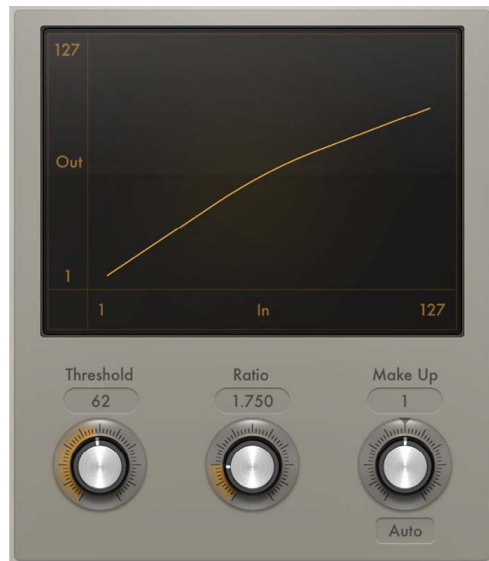 127
Out
1
1 In 127
Threshold Ratio Make Up
62 1.750 1
Auto